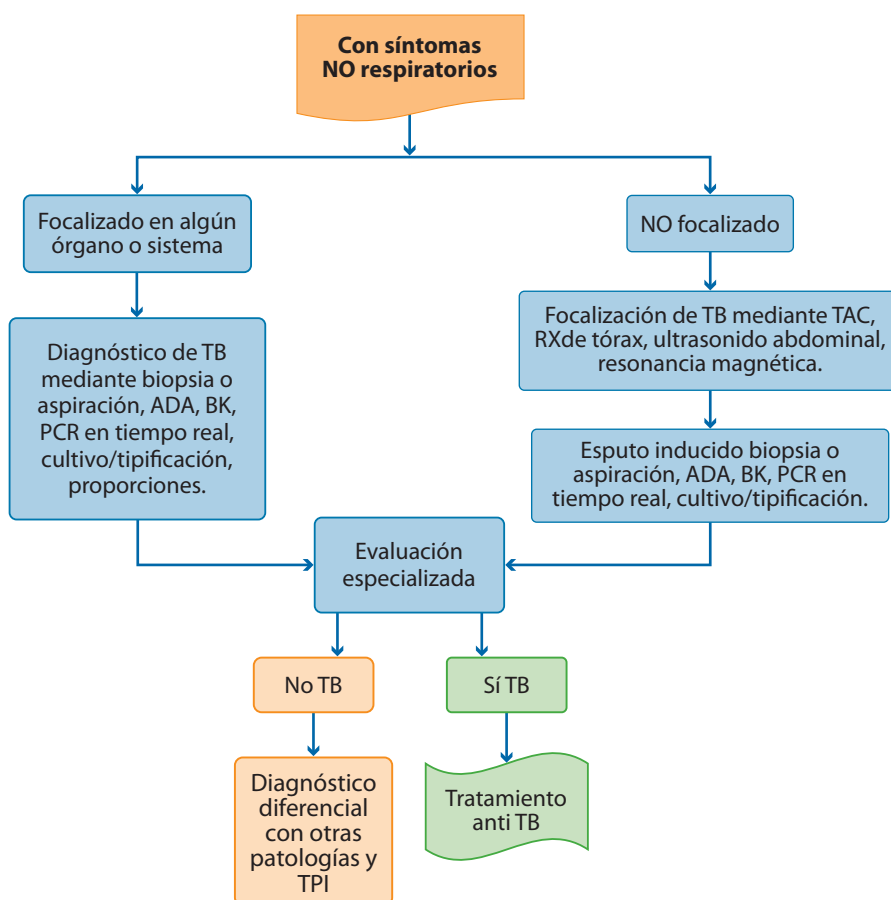 Con síntomas
NO respiratorios
Focalizado en algún
órgano o sistema
NO focalizado
Diagnóstico de TB
mediante biopsia o
aspiración, ADA, BK,
PCR en tiempo real,
cultivo/tipificación,
proporciones.
Focalización de TB mediante TAC,
RXde tórax, ultrasonido abdominal,
resonancia magnética.
Esputo inducido biopsia o
aspiración, ADA, BK, PCR en
tiempo real, cultivo/tipificación.
Evaluación
especializada
No TB
Sí TB
Diagnóstico
diferencial
con otras
patologías y
TPI
Tratamiento
anti TB